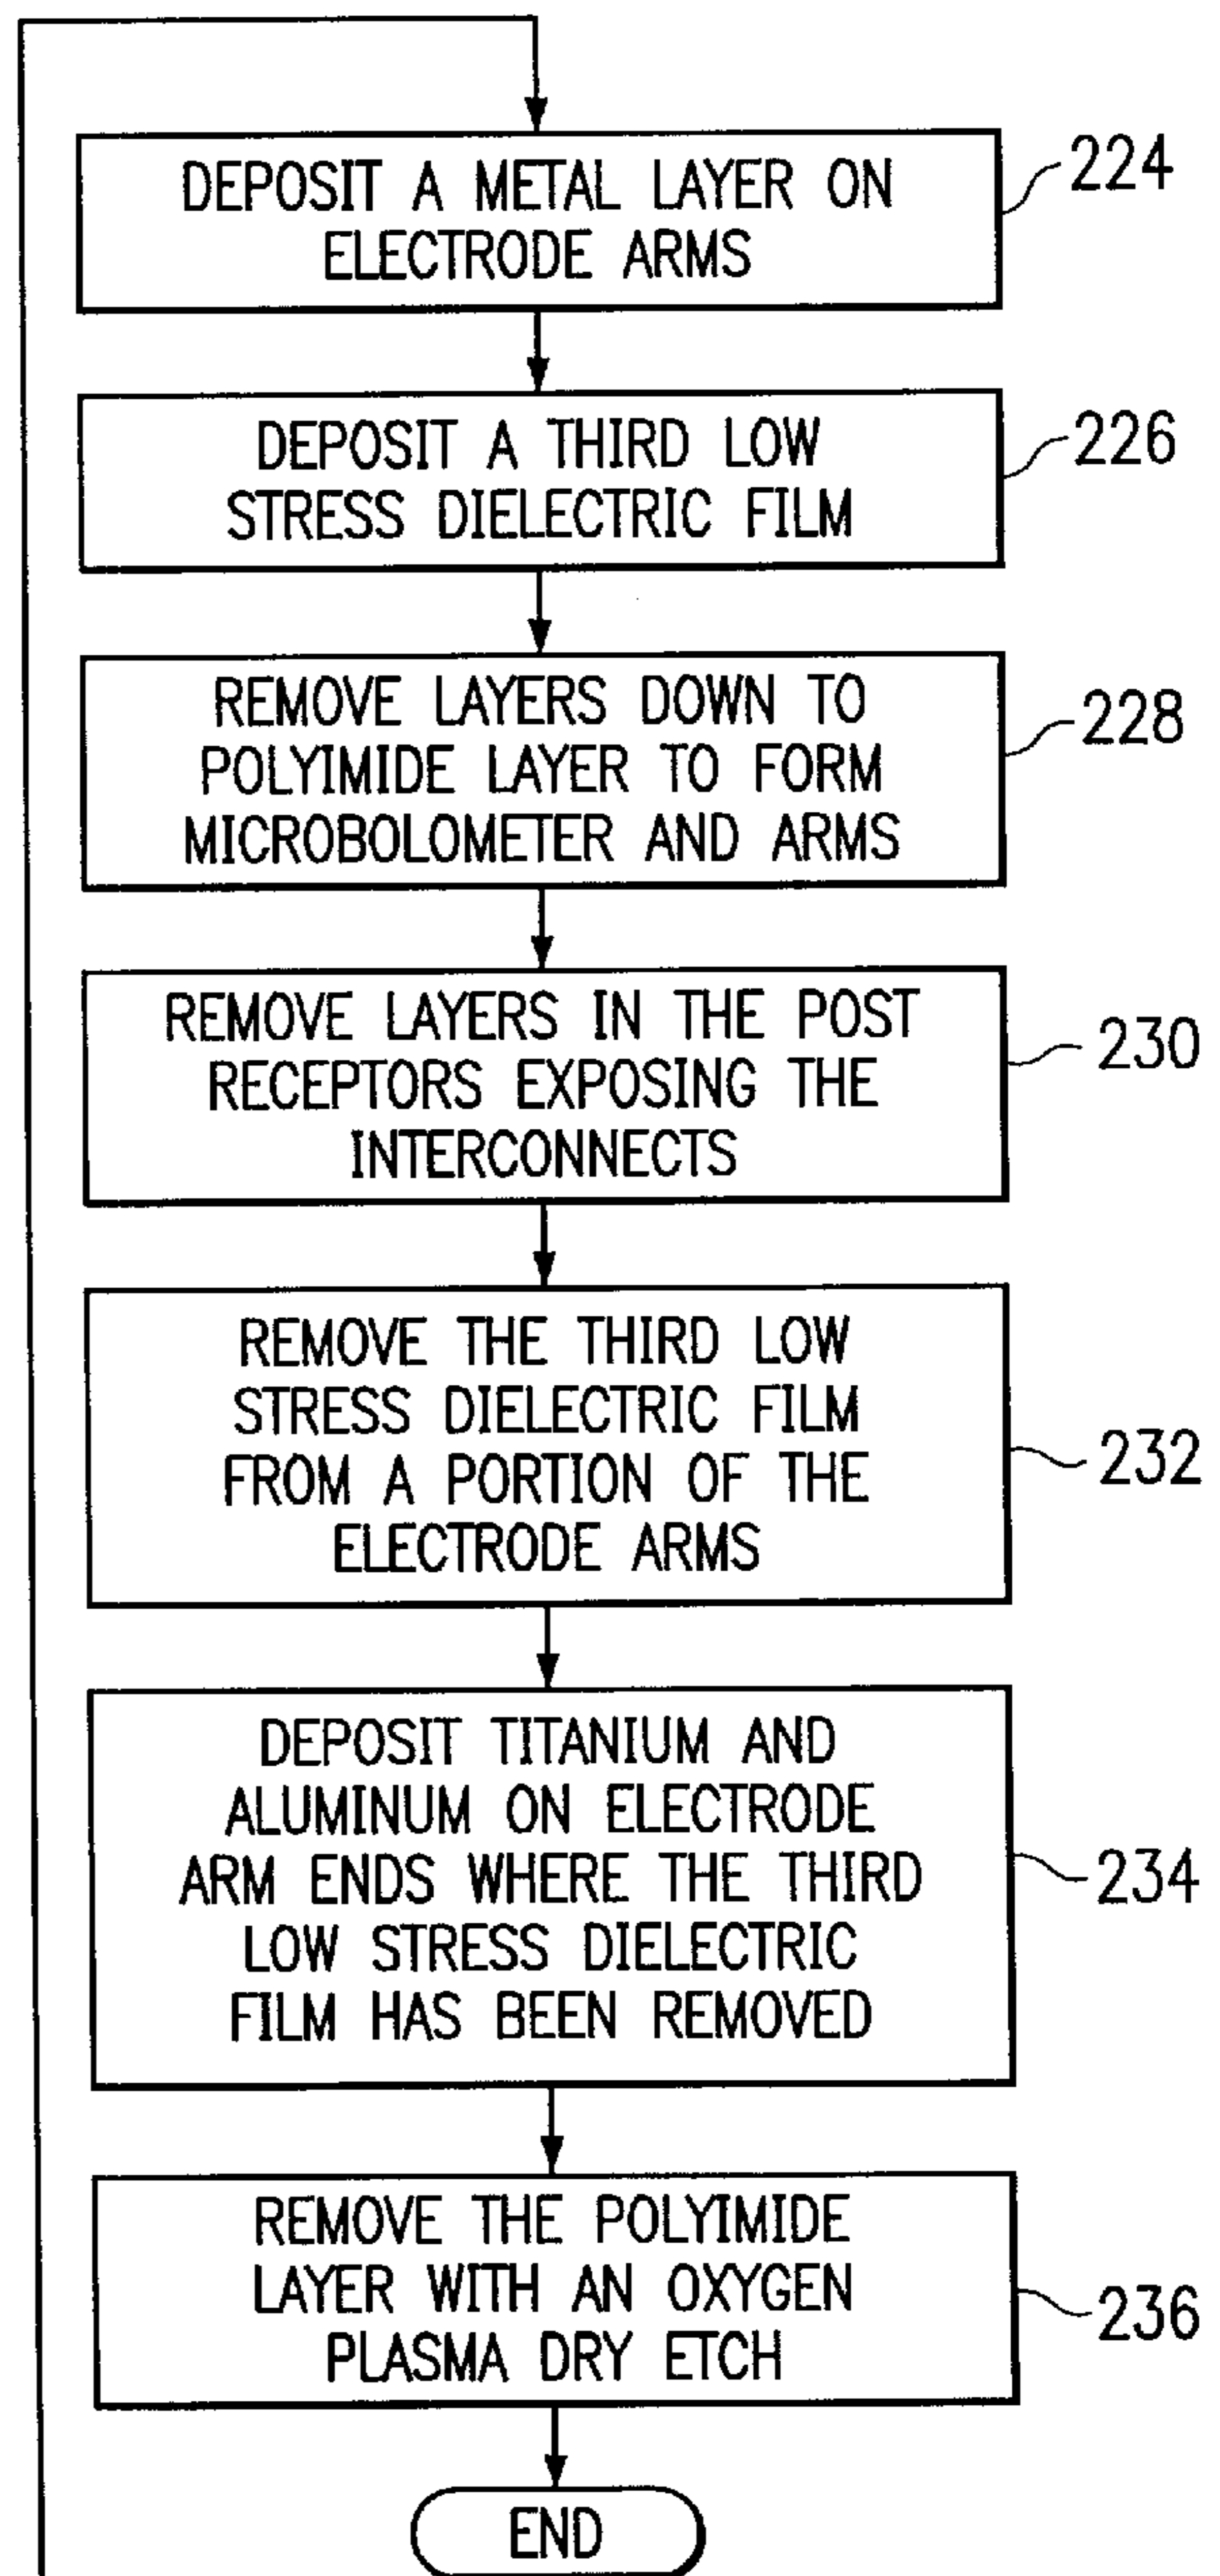 DEPOSIT A METAL LAYER ON
ELECTRODE ARMS
224
DEPOSIT A THIRD LOW
STRESS DIELECTRIC FILM
226
REMOVE LAYERS DOWN TO
POLYIMIDE LAYER TO FORM
MICROBOLOMETER AND ARMS
228
REMOVE LAYERS IN THE POST
RECEPTORS EXPOSING THE
INTERCONNECTS
230
REMOVE THE THIRD LOW
STRESS DIELECTRIC FILM
FROM A PORTION OF THE
ELECTRODE ARMS
232
DEPOSIT TITANIUM AND
ALUMINUM ON ELECTRODE
ARM ENDS WHERE THE THIRD
LOW STRESS DIELECTRIC
FILM HAS BEEN REMOVED
234
REMOVE THE POLYIMIDE
LAYER WITH AN OXYGEN
PLASMA DRY ETCH
236
END